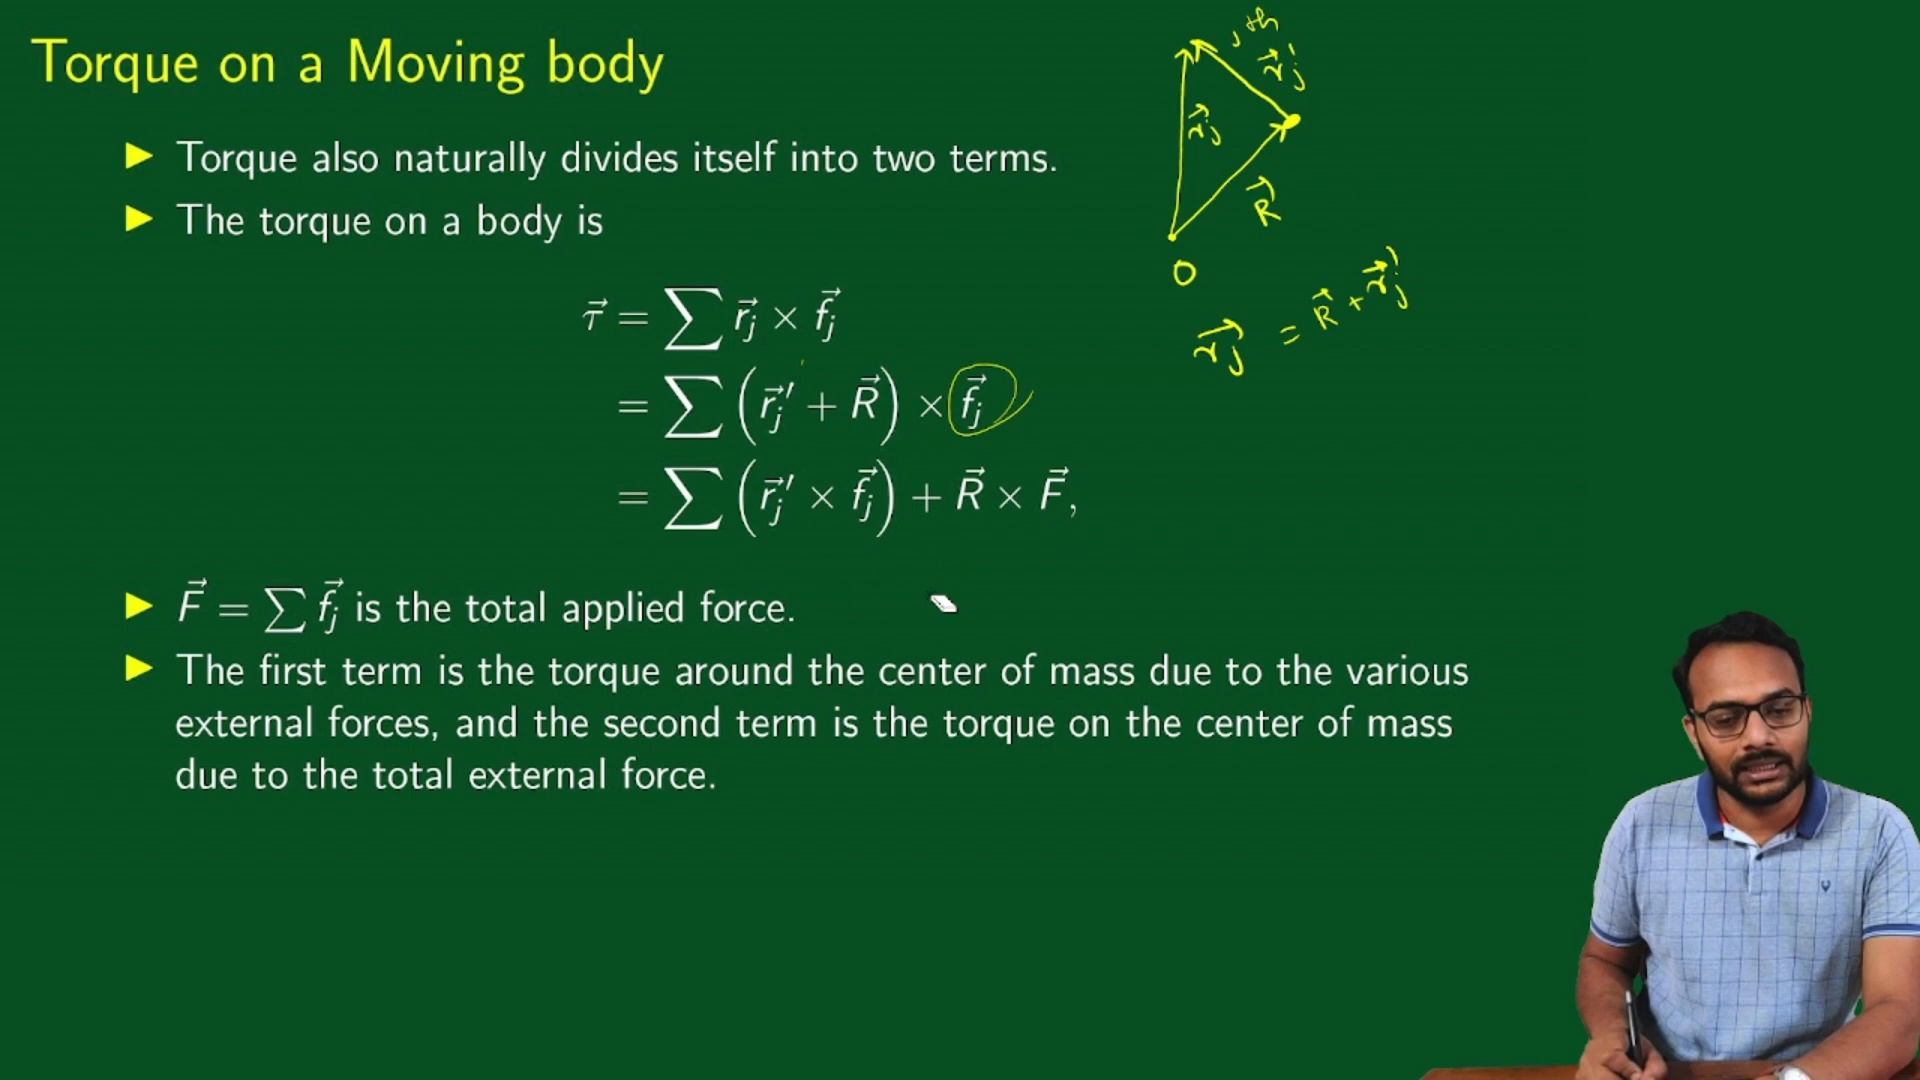 Torque on a Moving body
▶ Torque also naturally divides itself into two terms.
▶ The torque on a body is
τ⃗ = ∑ r⃗ⱼ × f⃗ⱼ
= ∑ (r⃗ⱼ′ + R⃗) × f⃗ⱼ
= ∑ (r⃗ⱼ′ × f⃗ⱼ) + R⃗ × F⃗,
▶ F⃗ = ∑ f⃗ⱼ is the total applied force.
▶ The first term is the torque around the center of mass due to the various
external forces, and the second term is the torque on the center of mass
due to the total external force.
jth
r⃗ⱼ′
r⃗ⱼ
R⃗
O
r⃗ⱼ = R⃗ + r⃗ⱼ′